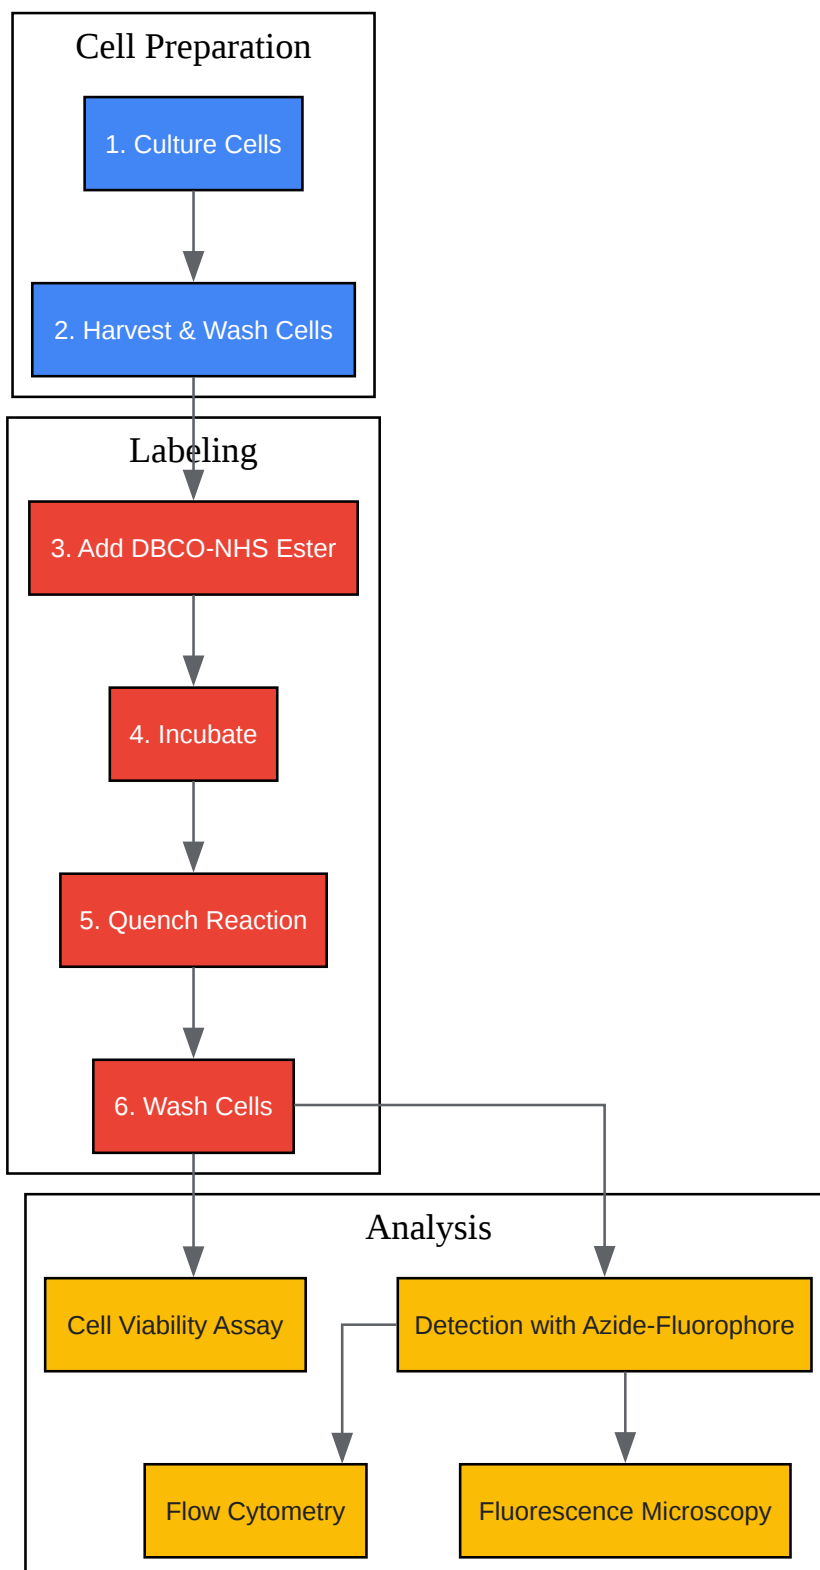 Cell Preparation
1. Culture Cells
2. Harvest & Wash Cells
Labeling
3. Add DBCO-NHS Ester
4. Incubate
5. Quench Reaction
6. Wash Cells
Analysis
Cell Viability Assay
Detection with Azide-Fluorophore
Flow Cytometry
Fluorescence Microscopy